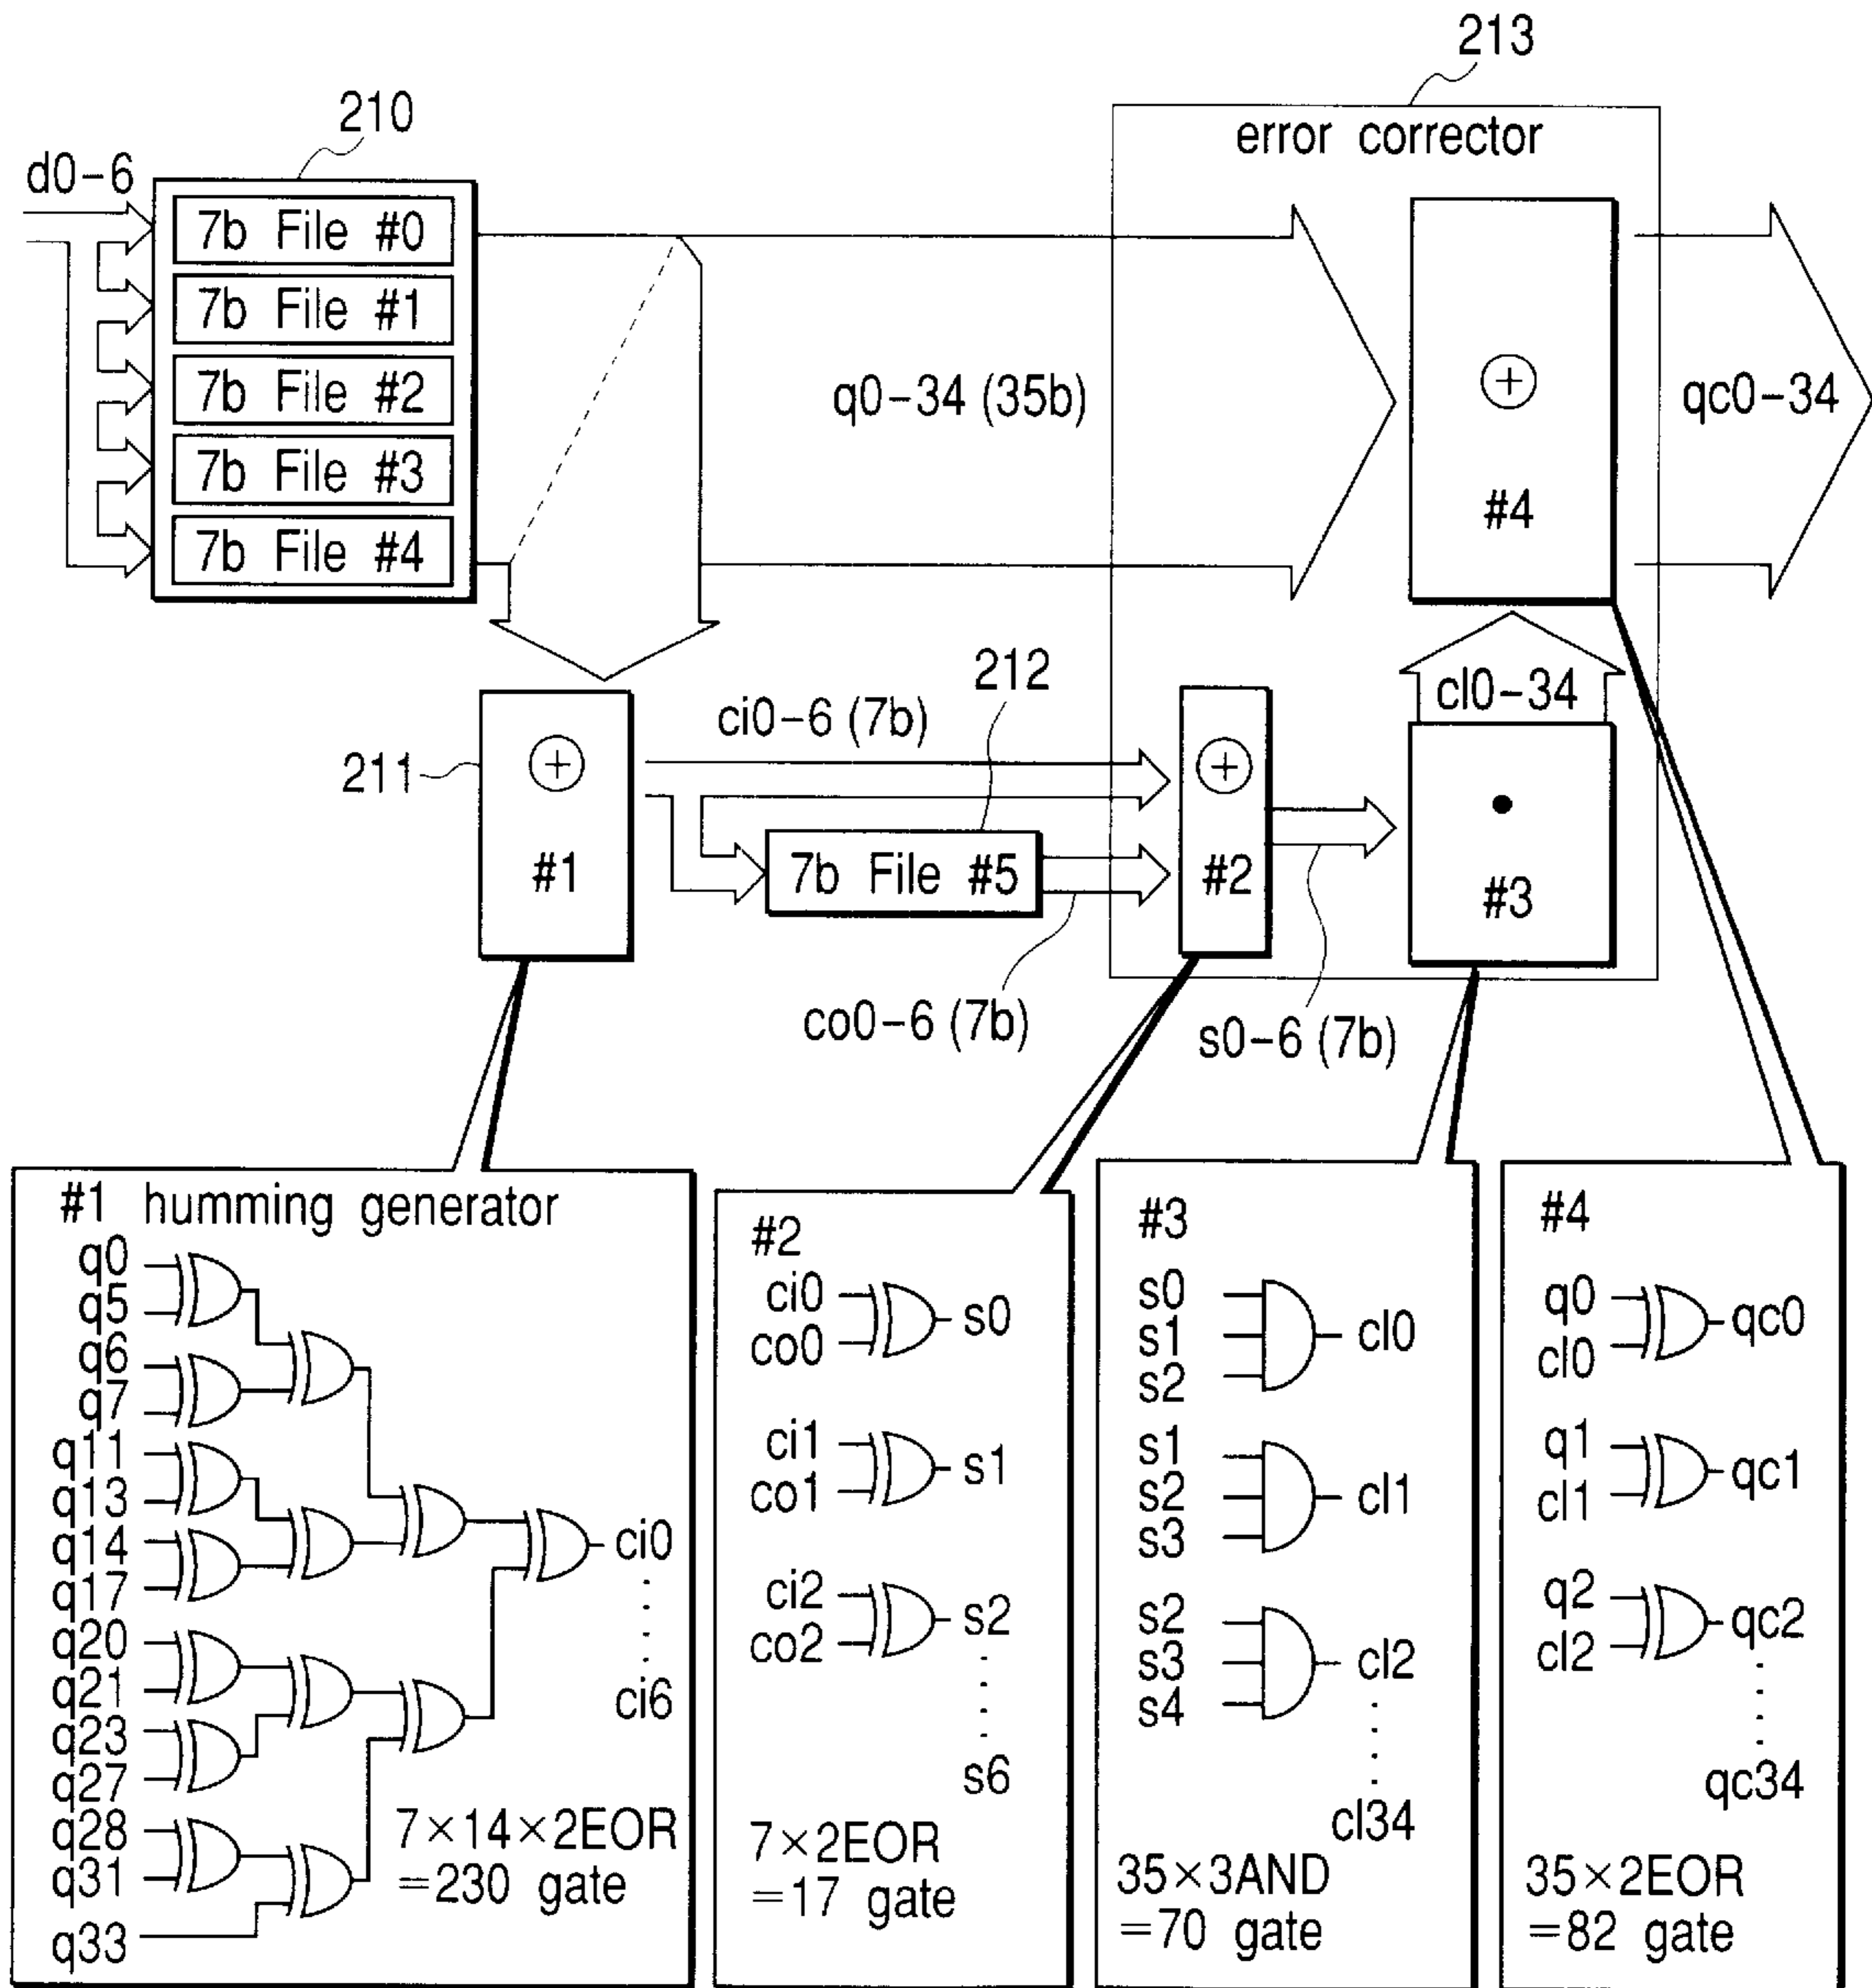 213
210
error corrector
d0-6
7b File #0
7b File #1
7b File #2
7b File #3
7b File #4
q0-34 (35b)
#4
qc0-34
212
cl0-34
ci0-6 (7b)
211
#1
7b File #5
#2
#3
co0-6 (7b)
s0-6 (7b)
#1 humming generator
q0
q5
q6
q7
q11
q13
q14
q17
q20
q21
q23
q27
q28
q31
q33
ci0
ci6
7×14×2EOR
=230 gate
#2
ci0
co0
s0
ci1
co1
s1
ci2
co2
s2
s6
7×2EOR
=17 gate
#3
s0
s1
s2
cl0
s1
s2
s3
cl1
s2
s3
s4
cl2
cl34
35×3AND
=70 gate
#4
q0
cl0
qc0
q1
cl1
qc1
q2
cl2
qc2
qc34
35×2EOR
=82 gate